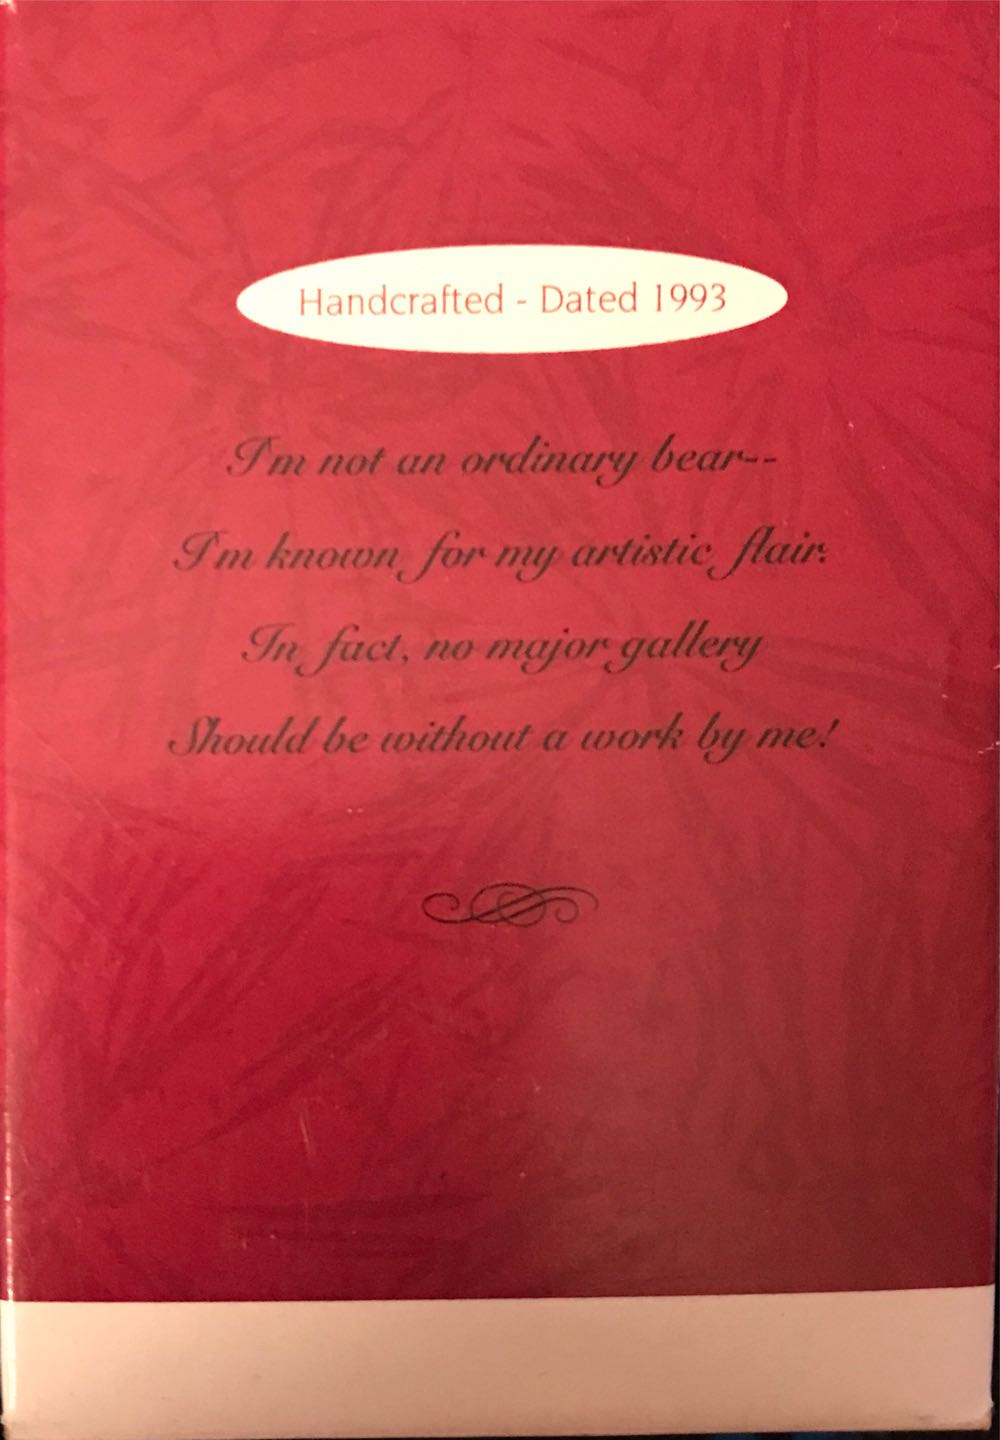 Handcrafted - Dated 1993
I'm not an ordinary bear--
I'm known for my artistic flair.
In fact, no major gallery
Should be without a work by me!